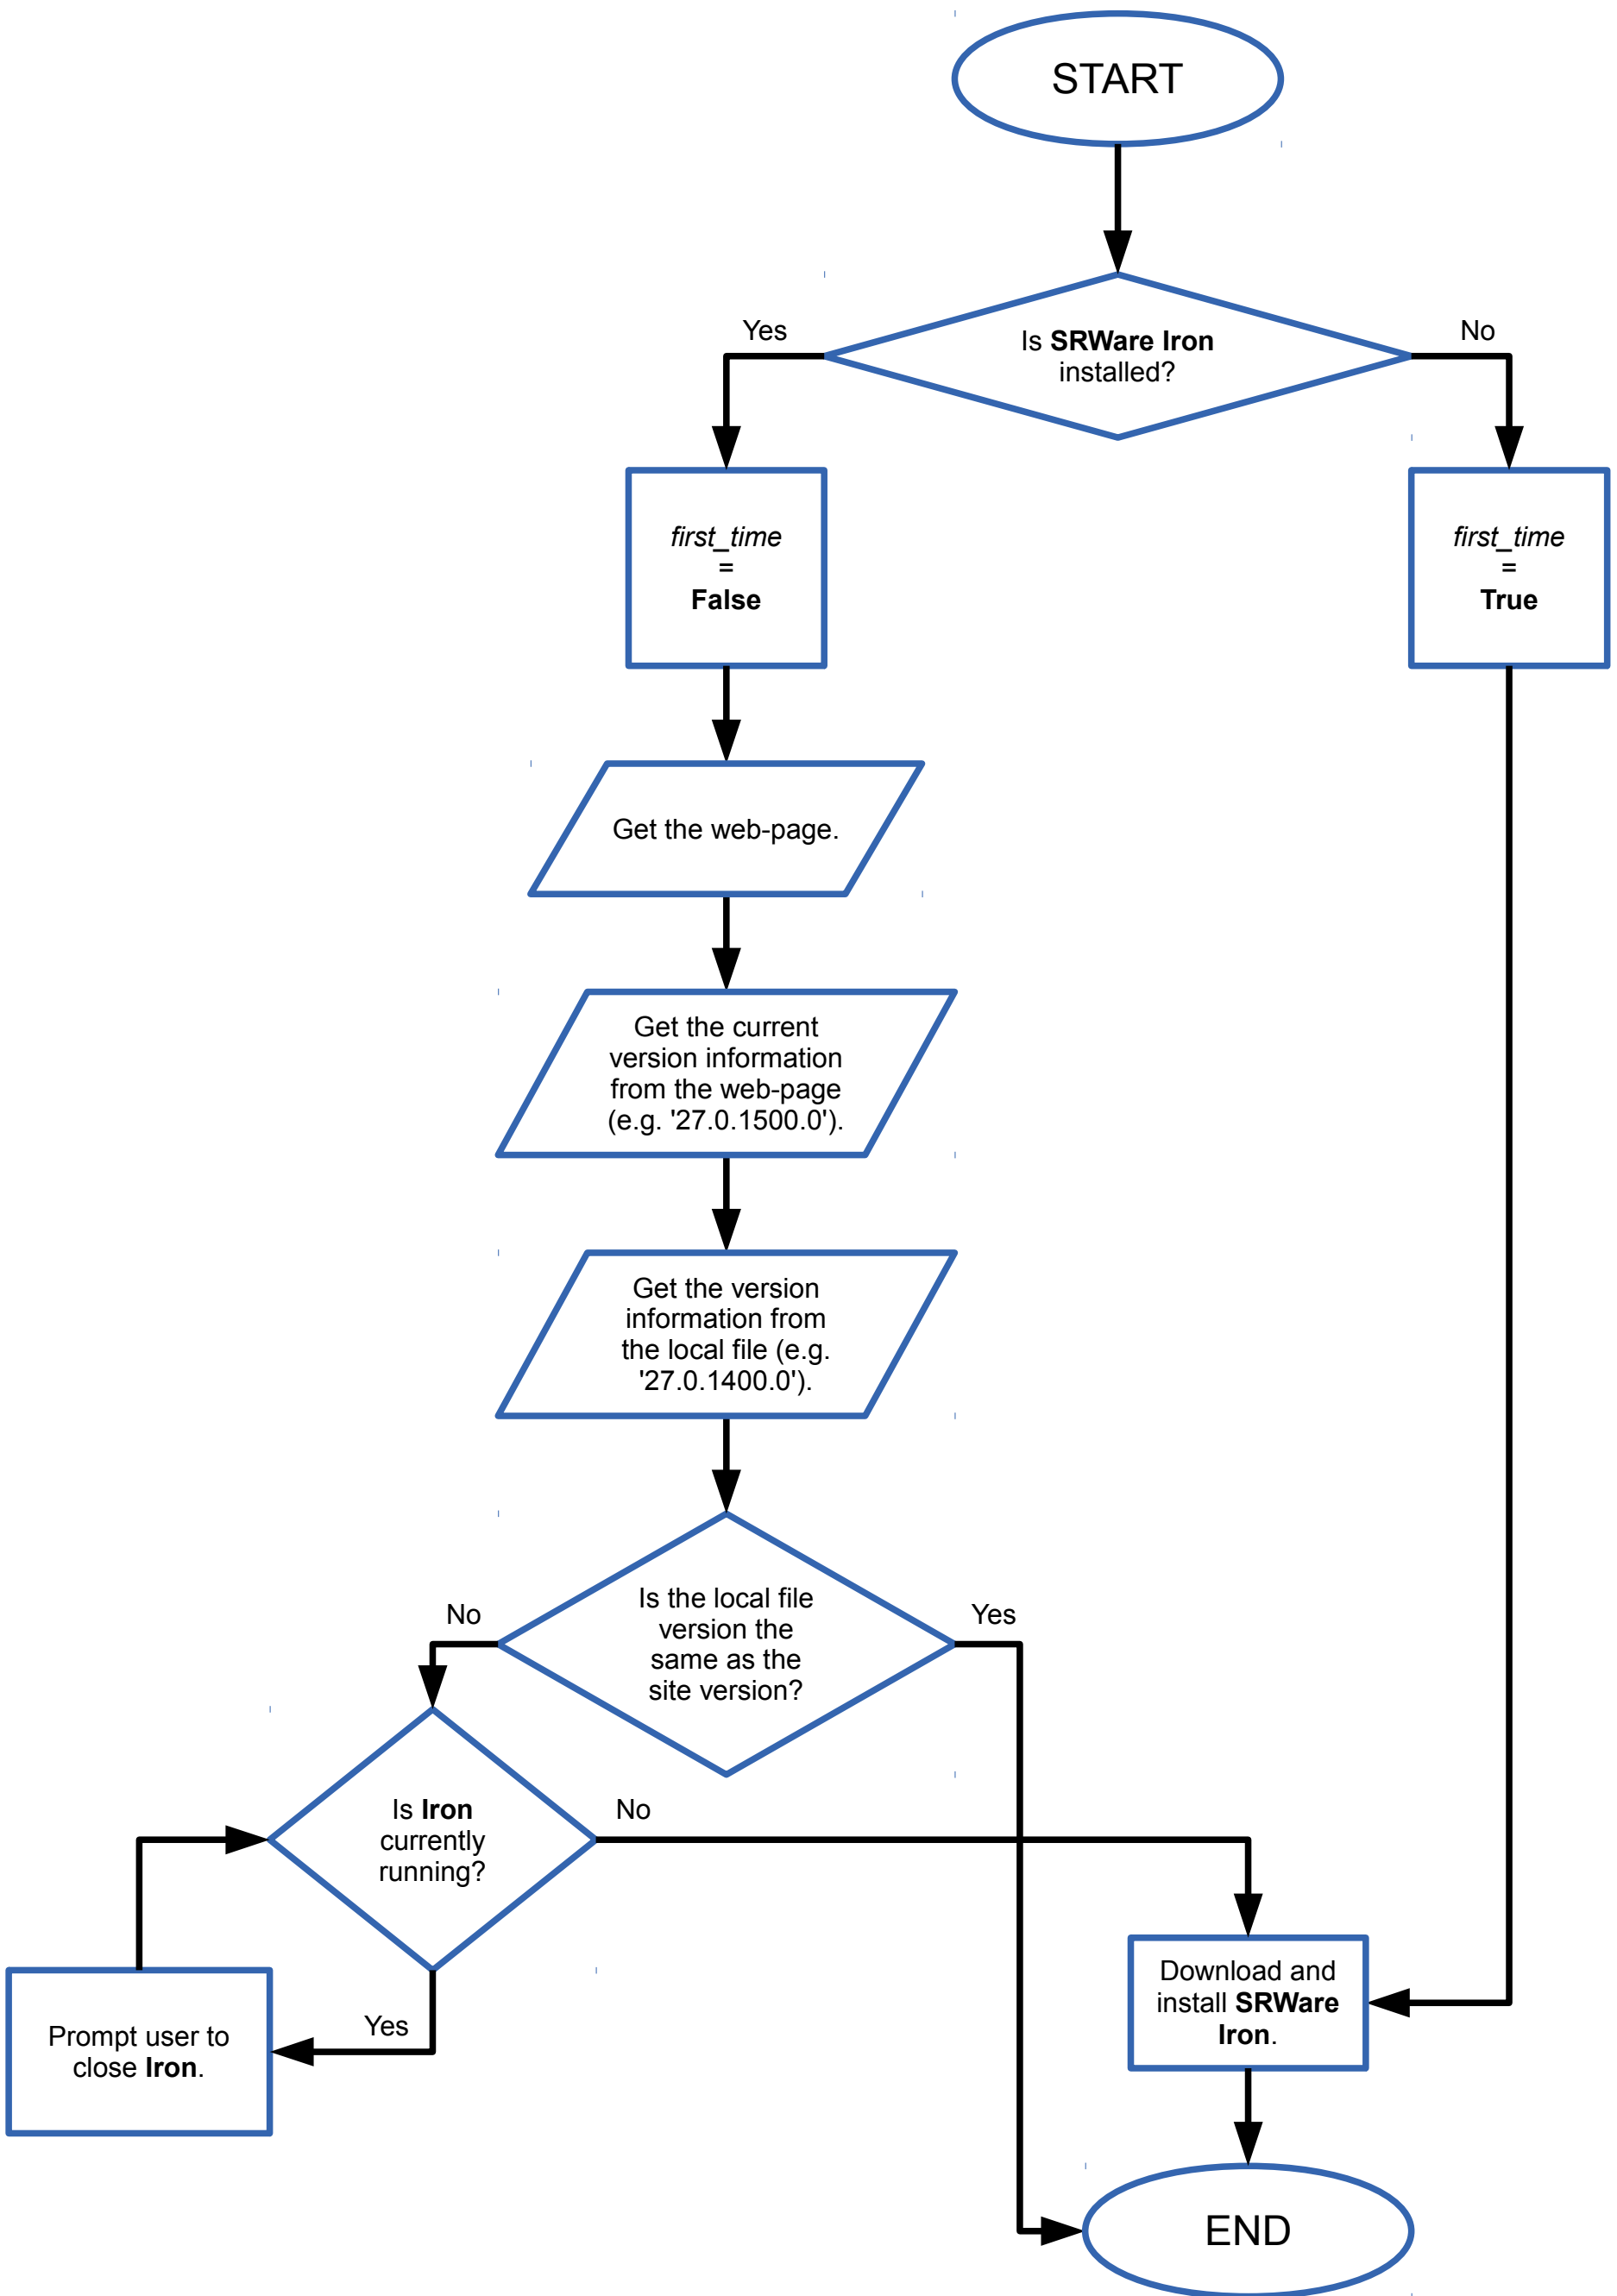 START
Yes
Is SRWare Iron
installed?
No
first_time
=
False
first_time
=
True
Get the web-page.
Get the current
version information
from the web-page
(e.g. '27.0.1500.0').
Get the version
information from
the local file (e.g.
'27.0.1400.0').
No
Is the local file
version the
same as the
site version?
Yes
Is Iron
currently
running?
No
Yes
Prompt user to
close Iron.
Download and
install SRWare
Iron.
END